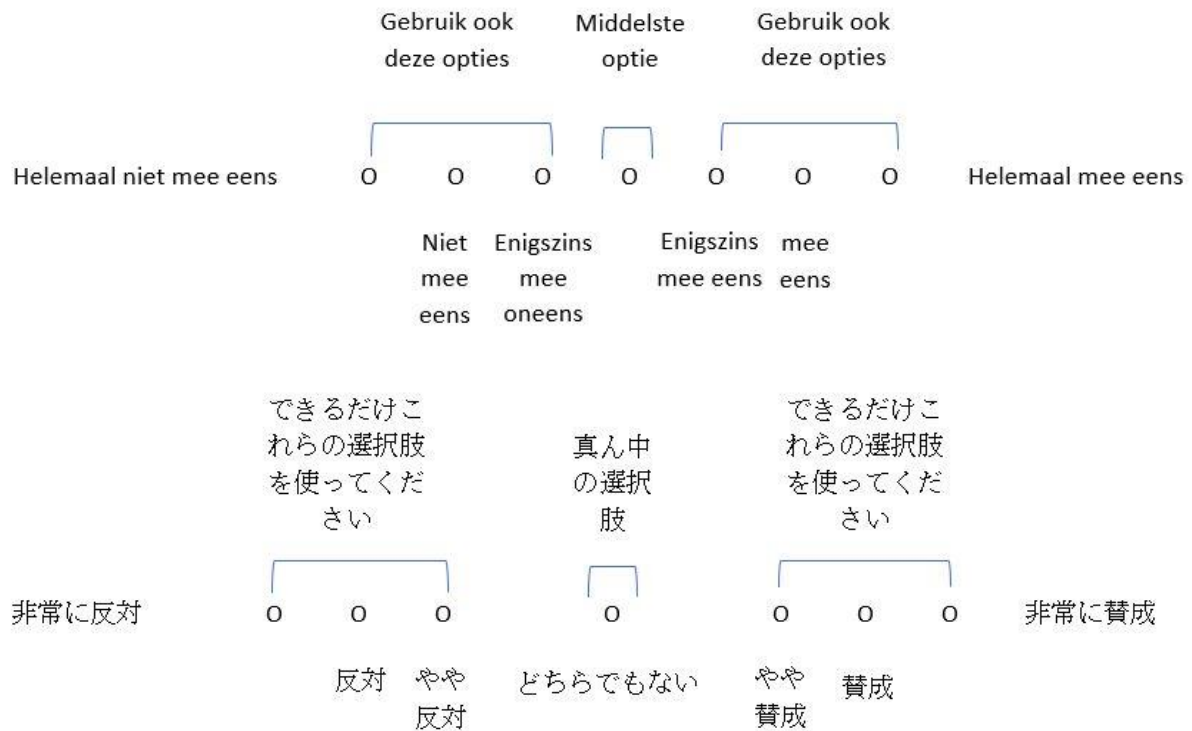 Gebruik ook
deze opties
Middelste
optie
Gebruik ook
deze opties
Helemaal niet mee eens O O O O O O O Helemaal mee eens
Niet
mee
eens
Enigszins
mee
oneens
Enigszins
mee eens
mee
eens
できるだけこ
れらの選択肢
を使ってくだ
さい
真ん中
の選択
肢
できるだけこ
れらの選択肢
を使ってくだ
さい
非常に反対 O O O O O O O 非常に賛成
反対
やや
反対
どちらでもない
やや
賛成
賛成